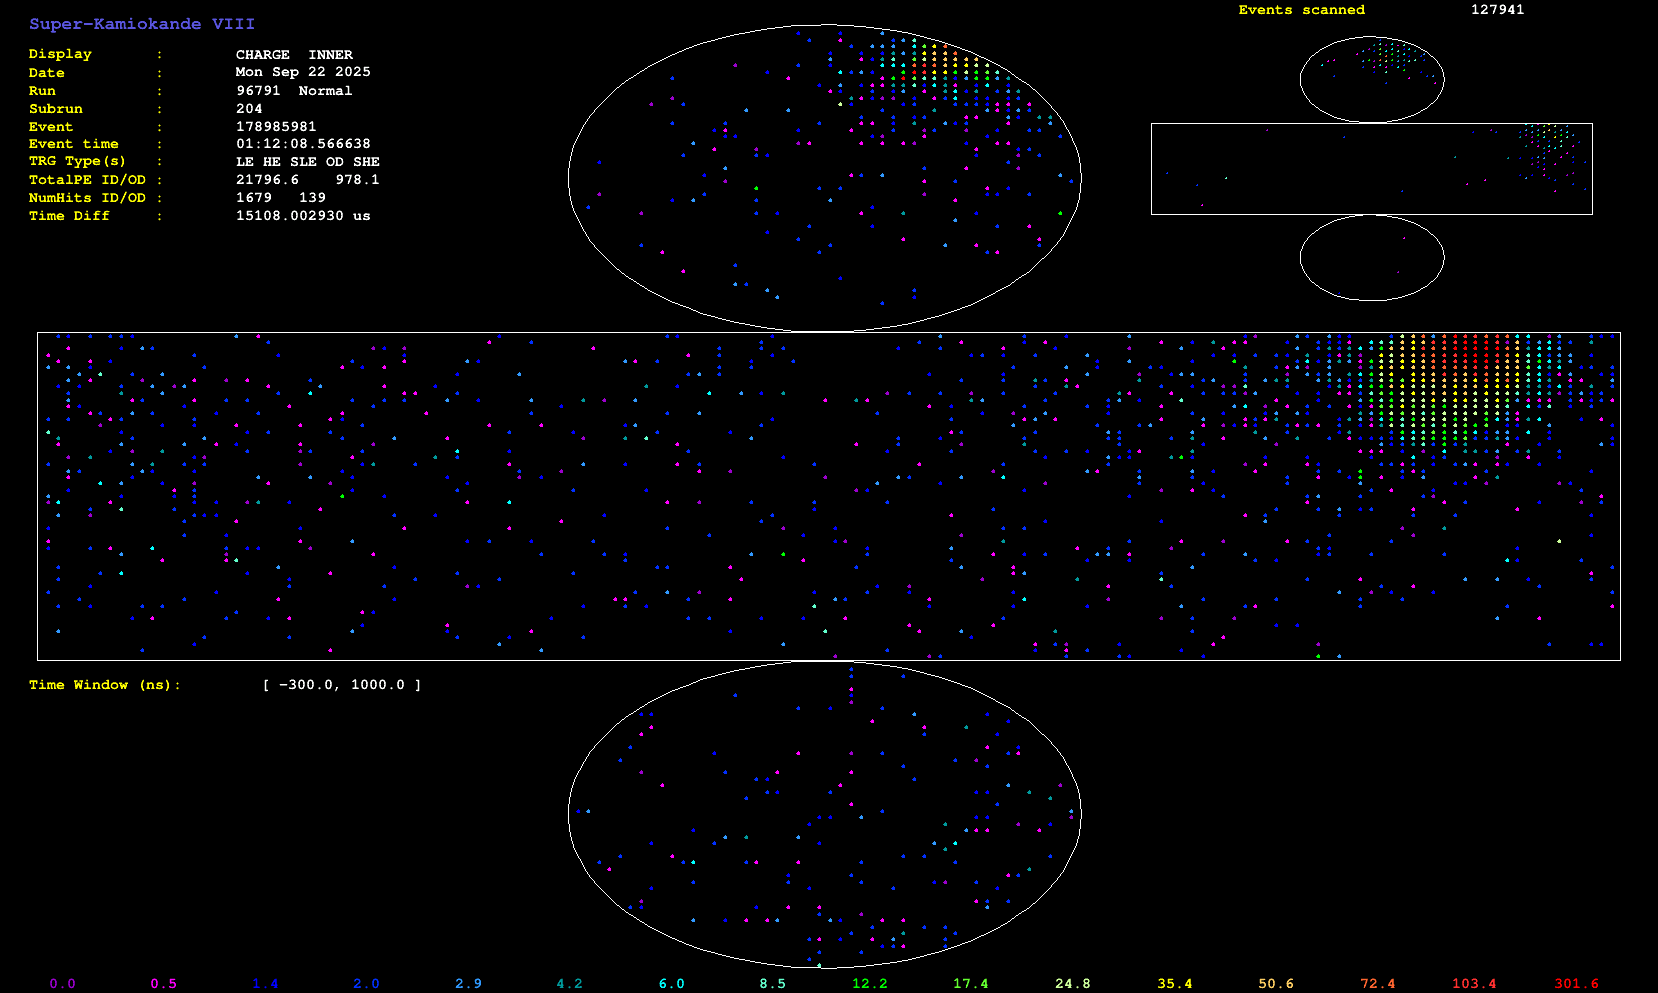 Super-Kamiokande VIII
Events scanned 127941
Display : CHARGE INNER
Date : Mon Sep 22 2025
Run : 96791 Normal
Subrun : 204
Event : 178985981
Event time : 01:12:08.566638
TRG Type(s) : LE HE SLE OD SHE
TotalPE ID/OD : 21796.6 978.1
NumHits ID/OD : 1679 139
Time Diff : 15108.002930 us
Time Window (ns): [ -300.0, 1000.0 ]
0.0 0.5 1.4 2.0 2.9 4.2 6.0 8.5 12.2 17.4 24.8 35.4 50.6 72.4 103.4 301.6